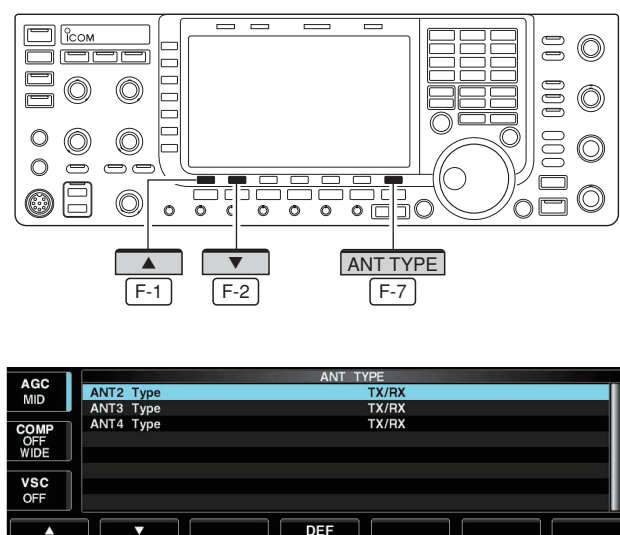 ICOM
▲
▼
ANT TYPE
F-1
F-2
F-7
ANT TYPE
AGC
MID
ANT2 Type TX/RX
ANT3 Type TX/RX
ANT4 Type TX/RX
COMP
OFF
WIDE
VSC
OFF
▲
▼
DEF